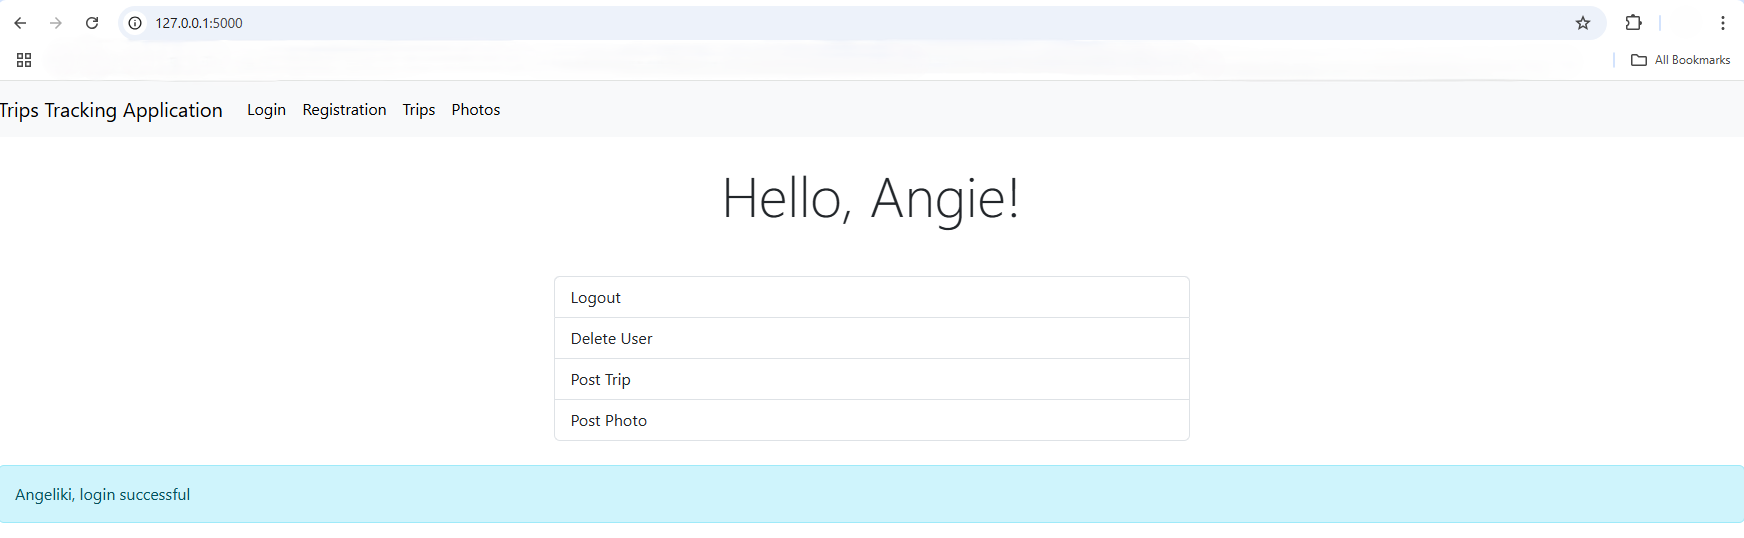 127.0.0.1:5000
All Bookmarks
Trips Tracking Application Login Registration Trips Photos
Hello, Angie!
Logout
Delete User
Post Trip
Post Photo
Angeliki, login successful